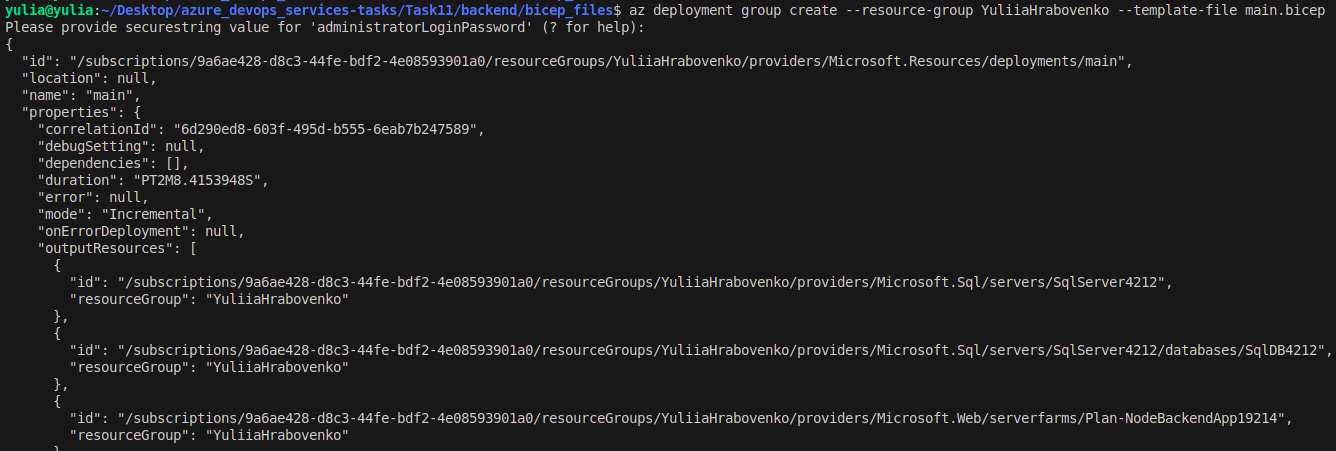 yulia@yulia:~/Desktop/azure_devops_services-tasks/Task11/backend/bicep_files$ az deployment group create --resource-group YuliiaHrabovenko --template-file main.bicep
Please provide securestring value for 'administratorLoginPassword' (? for help):
{
  "id": "/subscriptions/9a6ae428-d8c3-44fe-bdf2-4e08593901a0/resourceGroups/YuliiaHrabovenko/providers/Microsoft.Resources/deployments/main",
  "location": null,
  "name": "main",
  "properties": {
    "correlationId": "6d290ed8-603f-495d-b555-6eab7b247589",
    "debugSetting": null,
    "dependencies": [],
    "duration": "PT2M8.4153948S",
    "error": null,
    "mode": "Incremental",
    "onErrorDeployment": null,
    "outputResources": [
      {
        "id": "/subscriptions/9a6ae428-d8c3-44fe-bdf2-4e08593901a0/resourceGroups/YuliiaHrabovenko/providers/Microsoft.Sql/servers/SqlServer4212",
        "resourceGroup": "YuliiaHrabovenko"
      },
      {
        "id": "/subscriptions/9a6ae428-d8c3-44fe-bdf2-4e08593901a0/resourceGroups/YuliiaHrabovenko/providers/Microsoft.Sql/servers/SqlServer4212/databases/SqlDB4212",
        "resourceGroup": "YuliiaHrabovenko"
      },
      {
        "id": "/subscriptions/9a6ae428-d8c3-44fe-bdf2-4e08593901a0/resourceGroups/YuliiaHrabovenko/providers/Microsoft.Web/serverfarms/Plan-NodeBackendApp19214",
        "resourceGroup": "YuliiaHrabovenko"